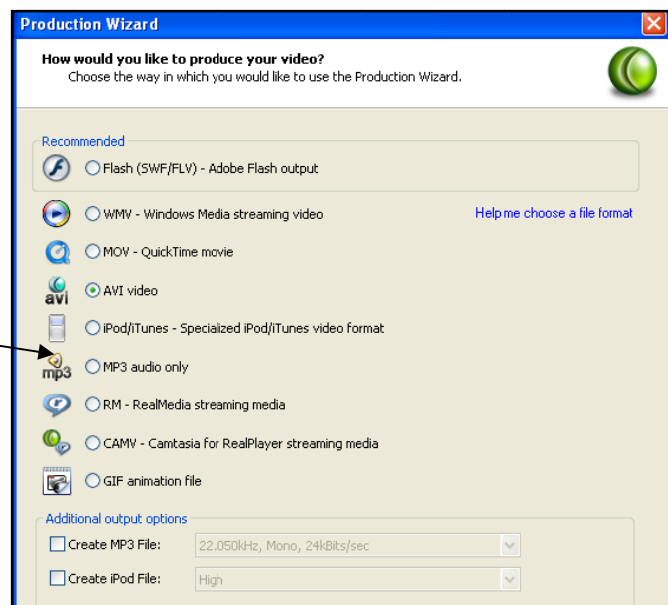 Production Wizard
How would you like to produce your video?
Choose the way in which you would like to use the Production Wizard.
Recommended
Flash (SWF/FLV) - Adobe Flash output
WMV - Windows Media streaming video
Help me choose a file format
MOV - QuickTime movie
avi
AVI video
iPod/iTunes - Specialized iPod/iTunes video format
mp3
MP3 audio only
RM - RealMedia streaming media
CAMV - Camtasia for RealPlayer streaming media
GIF animation file
Additional output options
Create MP3 File: 22.050kHz, Mono, 24kBits/sec
Create iPod File: High